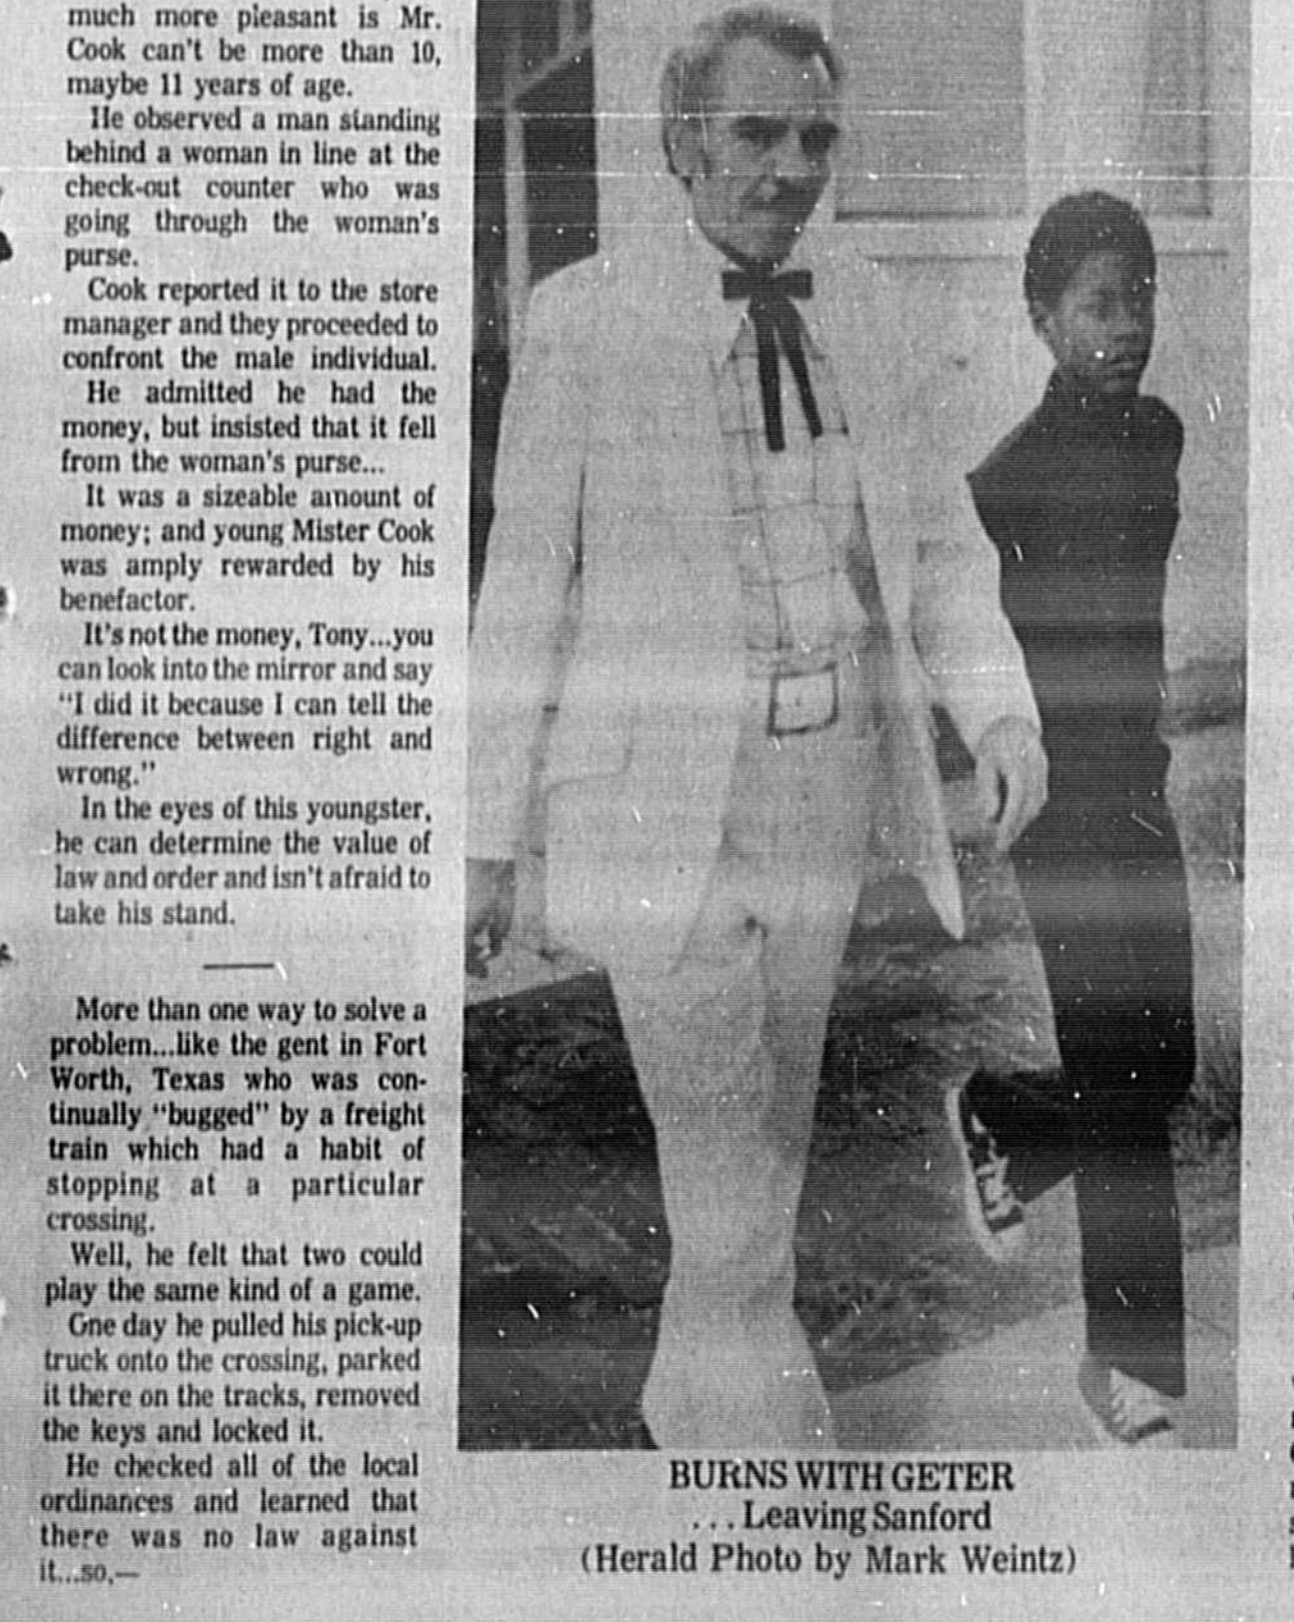 much more pleasant is Mr.
Cook can't be more than 10,
maybe 11 years of age.
He observed a man standing
behind a woman in line at the
check-out counter who was
going through the woman's
purse.
Cook reported it to the store
manager and they proceeded to
confront the male individual.
He admitted he had the
money, but insisted that it fell
from the woman's purse...
It was a sizeable amount of
money; and young Mister Cook
was amply rewarded by his
benefactor.
It's not the money, Tony...you
can look into the mirror and say
"I did it because I can tell the
difference between right and
wrong."
In the eyes of this youngster,
he can determine the value of
law and order and isn't afraid to
take his stand.
More than one way to solve a
problem...like the gent in Fort
Worth, Texas who was con-
tinually "bugged" by a freight
train which had a habit of
stopping at a particular
crossing.
Well, he felt that two could
play the same kind of a game.
One day he pulled his pick-up
truck onto the crossing, parked
it there on the tracks, removed
the keys and locked it.
He checked all of the local
ordinances and learned that
there was no law against
it...so,—
BURNS WITH GETER
...Leaving Sanford
(Herald Photo by Mark Weintz)